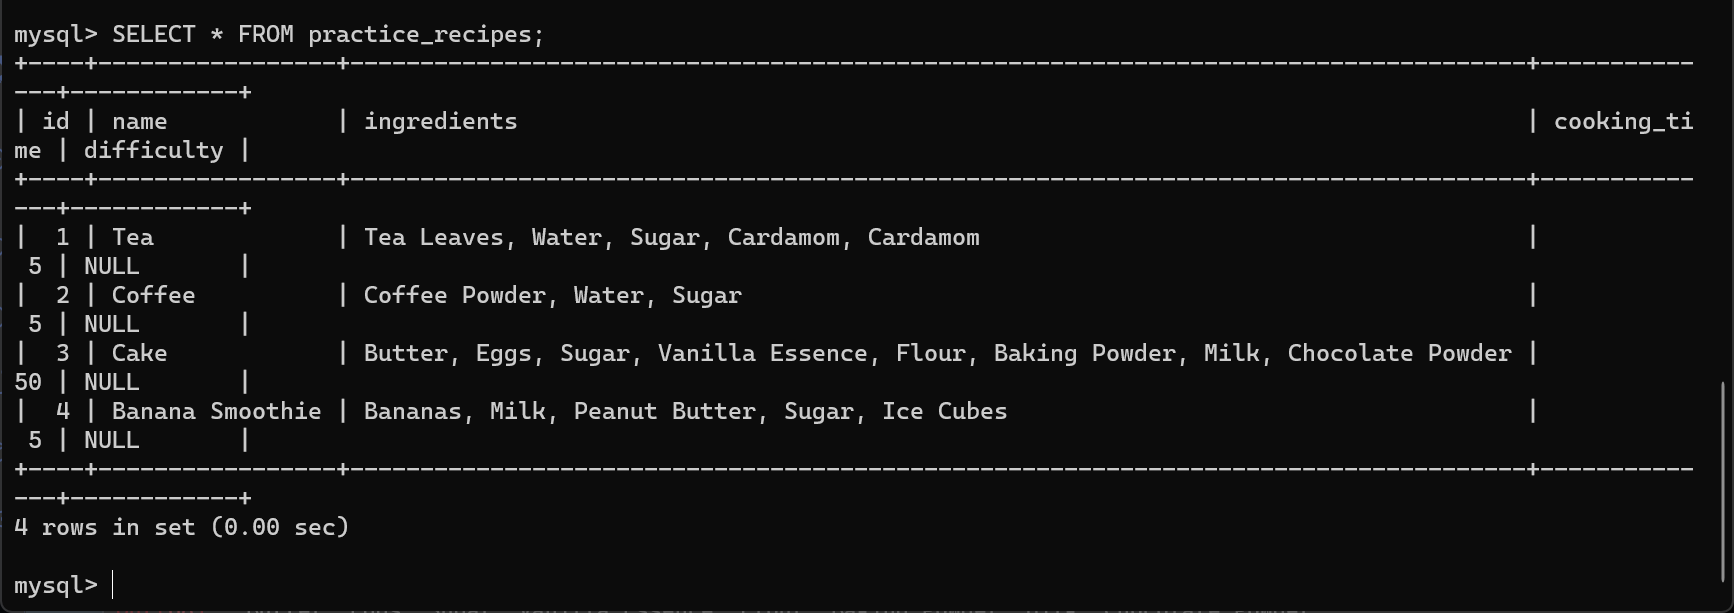 mysql> SELECT * FROM practice_recipes;
+----+-----------------+------------------------------------------------------------------------------------+-----------
---+------------+
| id | name            | ingredients                                                                        | cooking_ti
me | difficulty |
+----+-----------------+------------------------------------------------------------------------------------+-----------
---+------------+
|  1 | Tea             | Tea Leaves, Water, Sugar, Cardamom, Cardamom                                       |
 5 | NULL       |
|  2 | Coffee          | Coffee Powder, Water, Sugar                                                        |
 5 | NULL       |
|  3 | Cake            | Butter, Eggs, Sugar, Vanilla Essence, Flour, Baking Powder, Milk, Chocolate Powder |
50 | NULL       |
|  4 | Banana Smoothie | Bananas, Milk, Peanut Butter, Sugar, Ice Cubes                                     |
 5 | NULL       |
+----+-----------------+------------------------------------------------------------------------------------+-----------
---+------------+
4 rows in set (0.00 sec)
mysql>